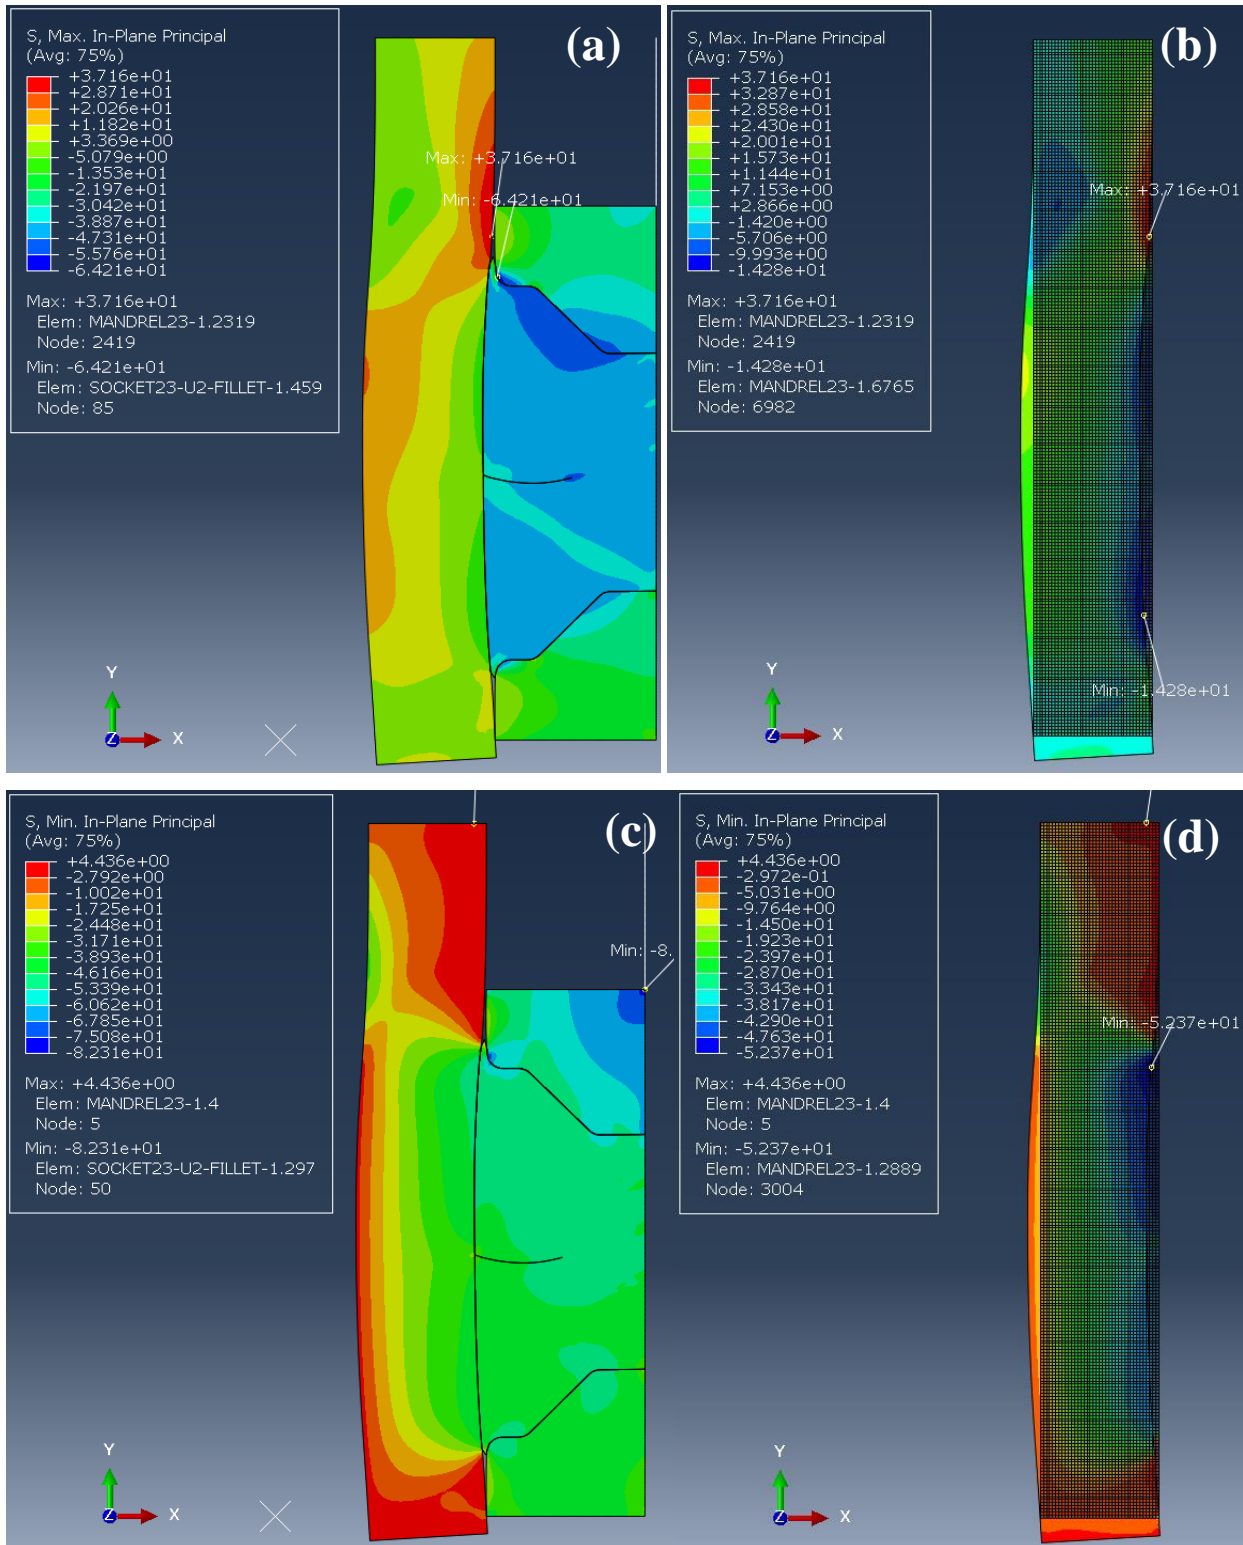 S, Max. In-Plane Principal
(Avg: 75%)
+3.716e+01
+2.871e+01
+2.026e+01
+1.182e+01
+3.369e+00
-5.079e+00
-1.353e+01
-2.197e+01
-3.042e+01
-3.887e+01
-4.731e+01
-5.576e+01
-6.421e+01
Max: +3.716e+01
Elem: MANDREL23-1.2319
Node: 2419
Min: -6.421e+01
Elem: SOCKET23-U2-FILLET-1.459
Node: 85
(a)
Max: +3.716e+01
Min: -6.421e+01
Y
X
Z
S, Max. In-Plane Principal
(Avg: 75%)
+3.716e+01
+3.287e+01
+2.858e+01
+2.430e+01
+2.001e+01
+1.573e+01
+1.144e+01
+7.153e+00
+2.866e+00
-1.420e+00
-5.706e+00
-9.993e+00
-1.428e+01
Max: +3.716e+01
Elem: MANDREL23-1.2319
Node: 2419
Min: -1.428e+01
Elem: MANDREL23-1.6765
Node: 6982
(b)
Max: +3.716e+01
Min: -1.428e+01
Y
X
Z
S, Min. In-Plane Principal
(Avg: 75%)
+4.436e+00
-2.792e+00
-1.002e+01
-1.725e+01
-2.448e+01
-3.171e+01
-3.893e+01
-4.616e+01
-5.339e+01
-6.062e+01
-6.785e+01
-7.508e+01
-8.231e+01
Max: +4.436e+00
Elem: MANDREL23-1.4
Node: 5
Min: -8.231e+01
Elem: SOCKET23-U2-FILLET-1.297
Node: 50
(c)
Min: -8.
Y
X
Z
S, Min. In-Plane Principal
(Avg: 75%)
+4.436e+00
-2.972e-01
-5.031e+00
-9.764e+00
-1.450e+01
-1.923e+01
-2.397e+01
-2.870e+01
-3.343e+01
-3.817e+01
-4.290e+01
-4.763e+01
-5.237e+01
Max: +4.436e+00
Elem: MANDREL23-1.4
Node: 5
Min: -5.237e+01
Elem: MANDREL23-1.2889
Node: 3004
(d)
Min: -5.237e+01
Y
X
Z